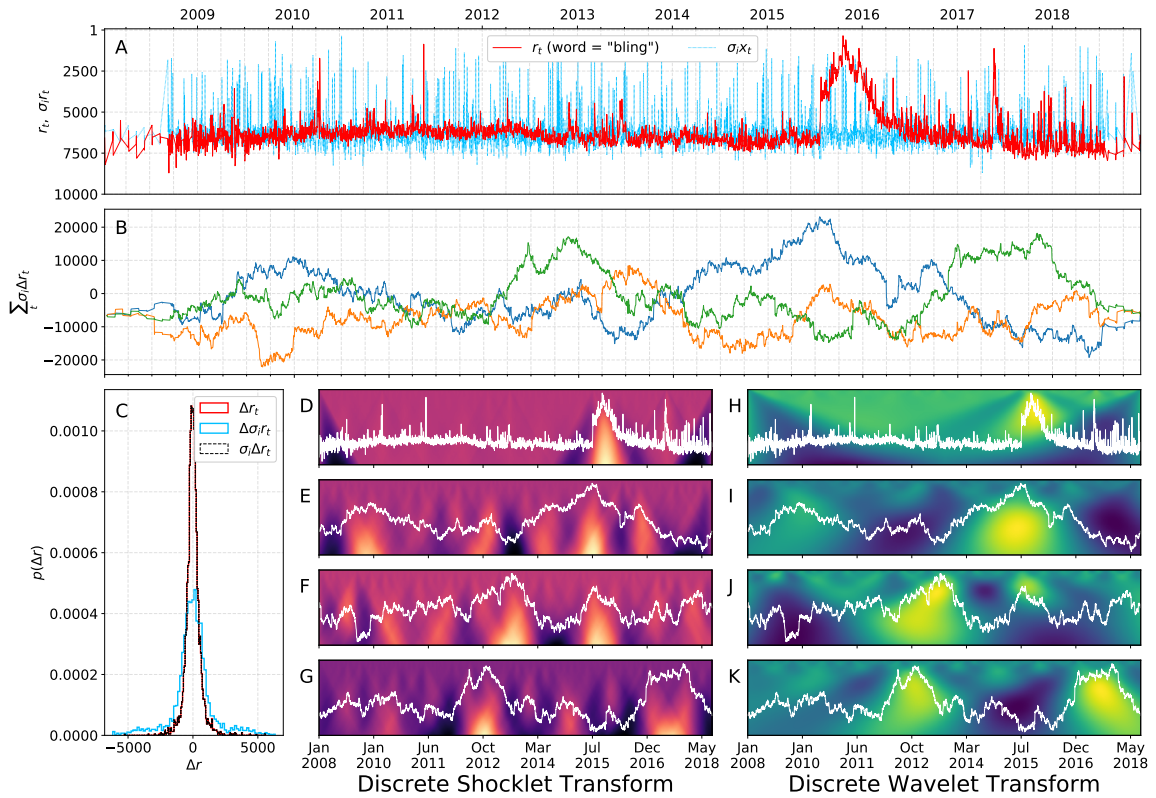 2009 2010 2011 2012 2013 2014 2015 2016 2017 2018
A
r_t (word = "bling") σ_i x_t
1
2500
5000
7500
10000
r_t, σ_i r_t
B
20000
10000
0
−10000
−20000
∑_t σ_i Δr_t
C
Δr_t
Δσ_i r_t
σ_i Δr_t
0.0010
0.0008
0.0006
0.0004
0.0002
0.0000
p(Δr)
−5000 0 5000
Δr
D
E
F
G
Jan 2008 Jan 2010 Jun 2011 Oct 2012 Mar 2014 Jul 2015 Dec 2016 May 2018
Discrete Shocklet Transform
H
I
J
K
Jan 2008 Jan 2010 Jun 2011 Oct 2012 Mar 2014 Jul 2015 Dec 2016 May 2018
Discrete Wavelet Transform